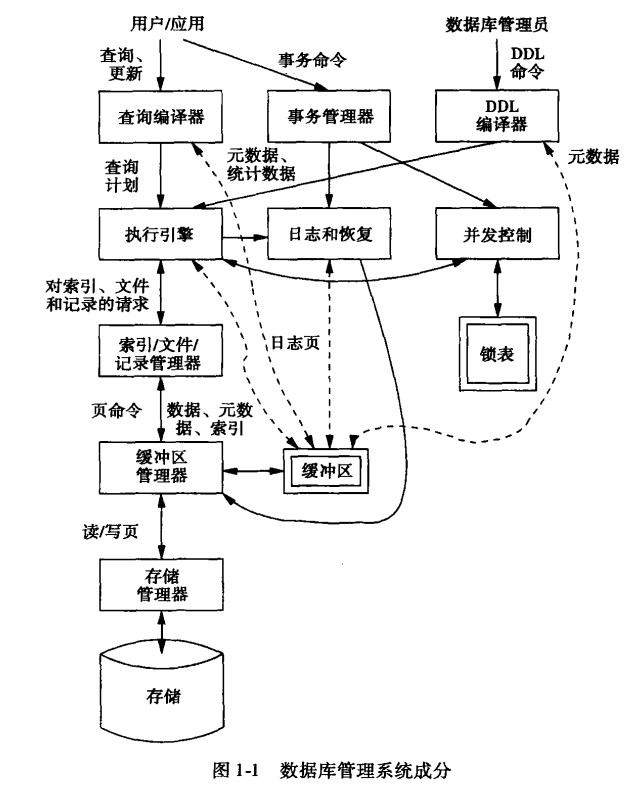 用户/应用
数据库管理员
查询、
更新
事务命令
DDL
命令
查询编译器
事务管理器
DDL
编译器
查询
计划
元数据、
统计数据
元数据
执行引擎
日志和恢复
并发控制
对索引、文件
和记录的请求
索引/文件/
记录管理器
日志页
锁表
页命令
数据、元数
据、索引
缓冲区
管理器
缓冲区
读/写页
存储
管理器
存储
图 1-1 数据库管理系统成分